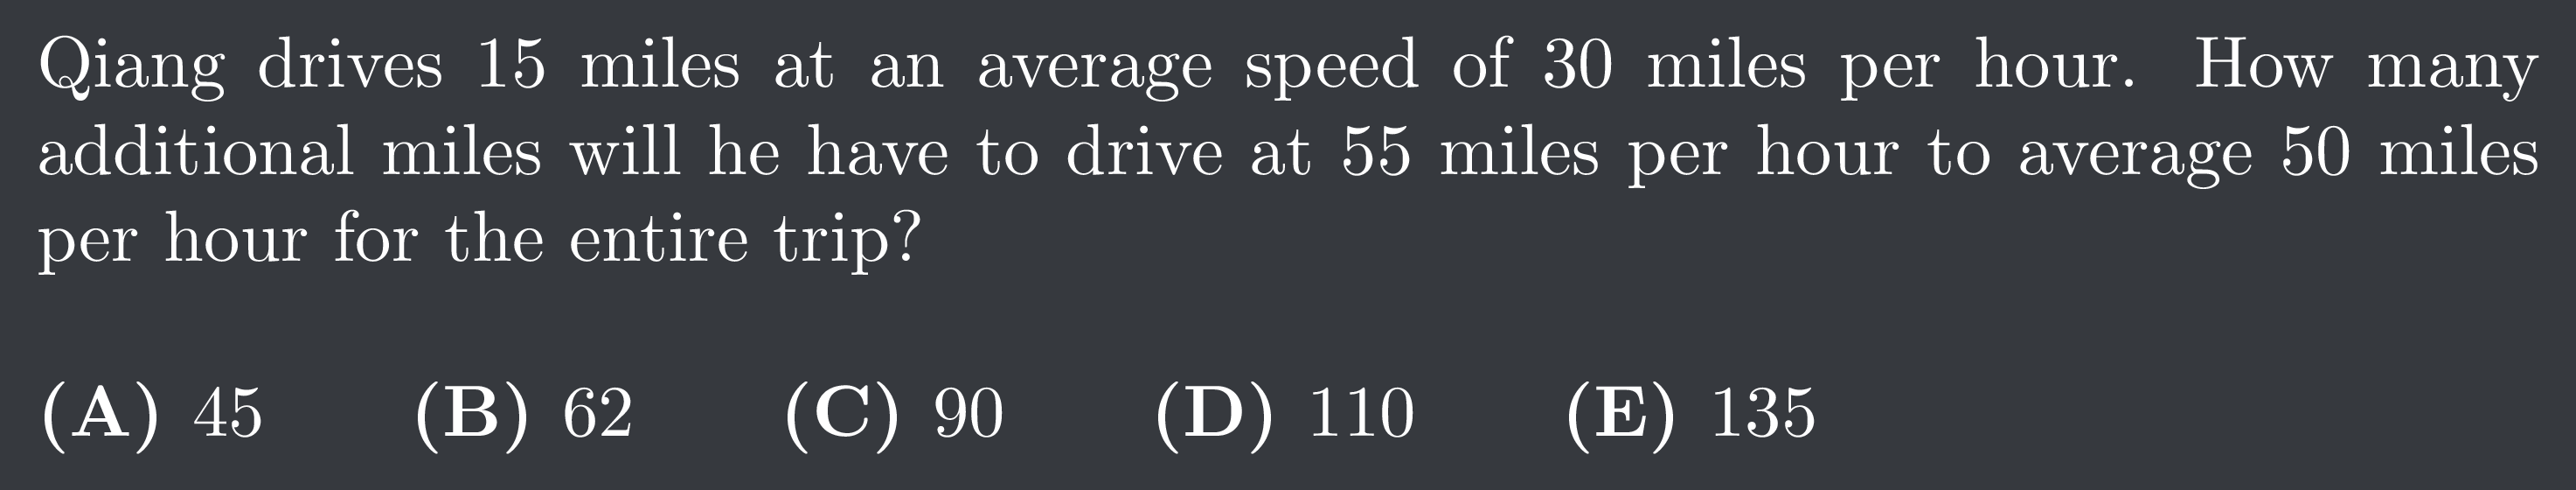 Qiang drives 15 miles at an average speed of 30 miles per hour. How many
additional miles will he have to drive at 55 miles per hour to average 50 miles
per hour for the entire trip?
(A) 45 (B) 62 (C) 90 (D) 110 (E) 135